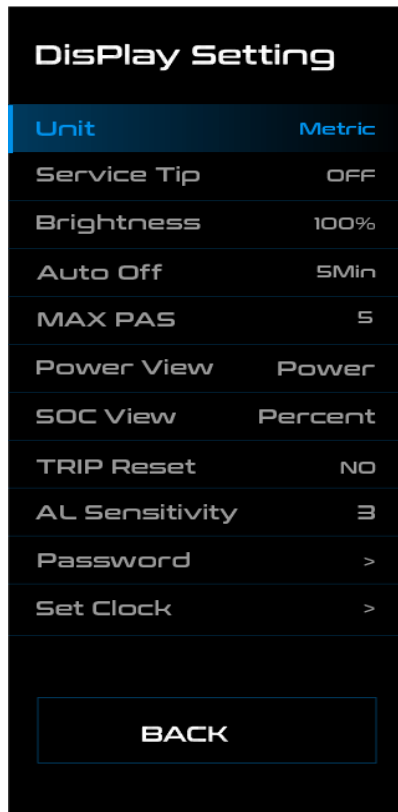 DisPlay Setting
Unit Metric
Service Tip OFF
Brightness 100%
Auto Off 5Min
MAX PAS 5
Power View Power
SOC View Percent
TRIP Reset NO
AL Sensitivity 3
Password >
Set Clock >
BACK